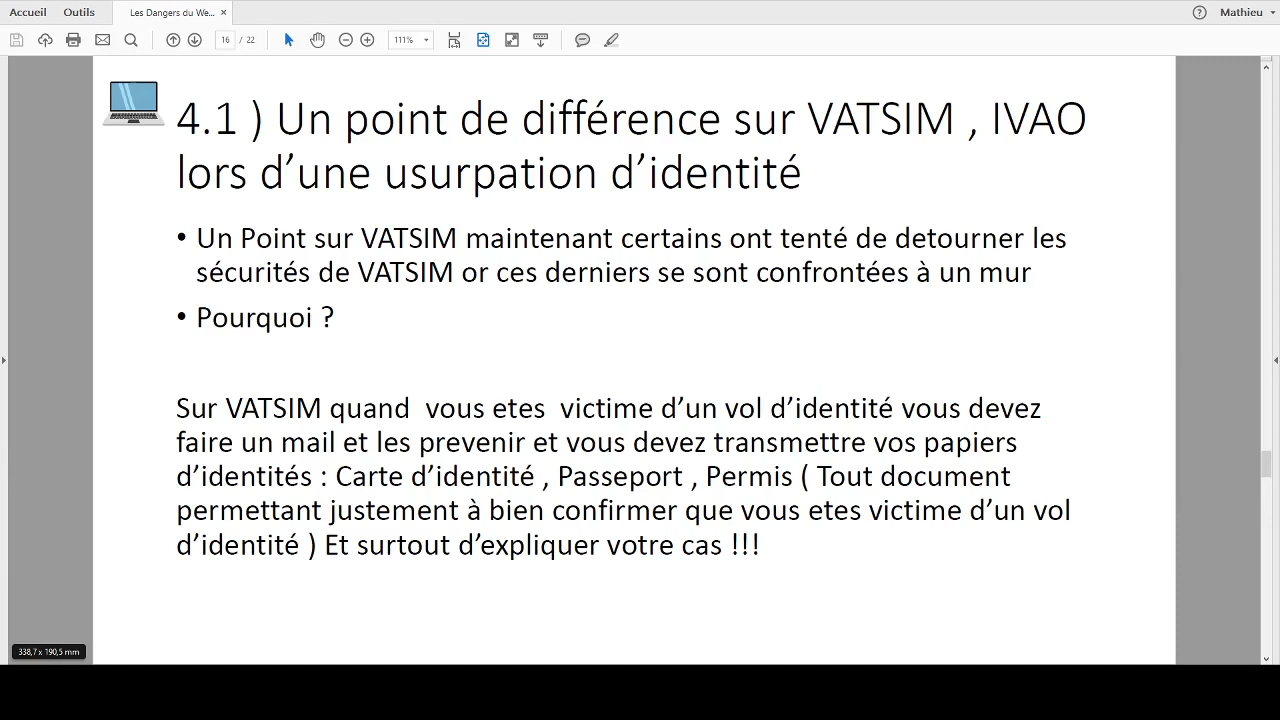 Accueil Outils Les Dangers du We... × Mathieu
16 / 22 111%
4.1 ) Un point de différence sur VATSIM , IVAO
lors d’une usurpation d’identité
• Un Point sur VATSIM maintenant certains ont tenté de detourner les
sécurités de VATSIM or ces derniers se sont confrontées à un mur
• Pourquoi ?
Sur VATSIM quand vous etes victime d’un vol d’identité vous devez
faire un mail et les prevenir et vous devez transmettre vos papiers
d’identités : Carte d’identité , Passeport , Permis ( Tout document
permettant justement à bien confirmer que vous etes victime d’un vol
d’identité ) Et surtout d’expliquer votre cas !!!
338,7 x 190,5 mm